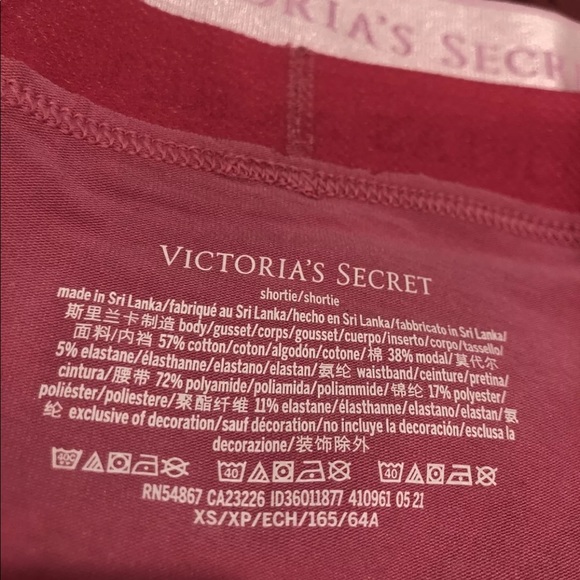 ORIA'S SECR
VICTORIA'S SECRET
shortie/shortie
made in Sri Lanka/fabriqué au Sri Lanka/hecho en Sri Lanka/fabbricato in Sri Lanka/
斯里兰卡制造 body/gusset/corps/gousset/cuerpo/inserto/corpo/tassello/
面料/内裆 57% cotton/coton/algodón/cotone/棉 38% modal/莫代尔
5% elastane/élasthanne/elastano/elastan/氨纶 waistband/ceinture/pretina/
cintura/腰带 72% polyamide/poliamida/poliammide/锦纶 17% polyester/
poliéster/poliestere/聚酯纤维 11% elastane/élasthanne/elastano/elastan/氨
纶 exclusive of decoration/sauf décoration/no incluye la decoración/esclusa la
decorazione/装饰除外
40C 40 40
RN54867 CA23226 ID36011877 410961 05 21
XS/XP/ECH/165/64A